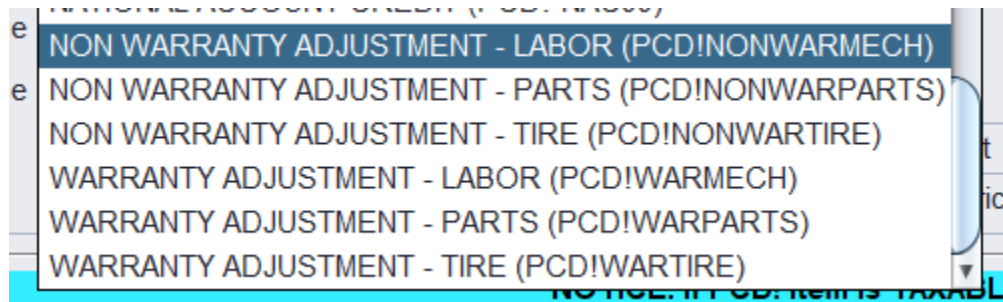 e
NON WARRANTY ADJUSTMENT - LABOR (PCD!NONWARMECH)
e
NON WARRANTY ADJUSTMENT - PARTS (PCD!NONWARPARTS)
NON WARRANTY ADJUSTMENT - TIRE (PCD!NONWARTIRE)
t
WARRANTY ADJUSTMENT - LABOR (PCD!WARMECH)
ric
WARRANTY ADJUSTMENT - PARTS (PCD!WARPARTS)
WARRANTY ADJUSTMENT - TIRE (PCD!WARTIRE)